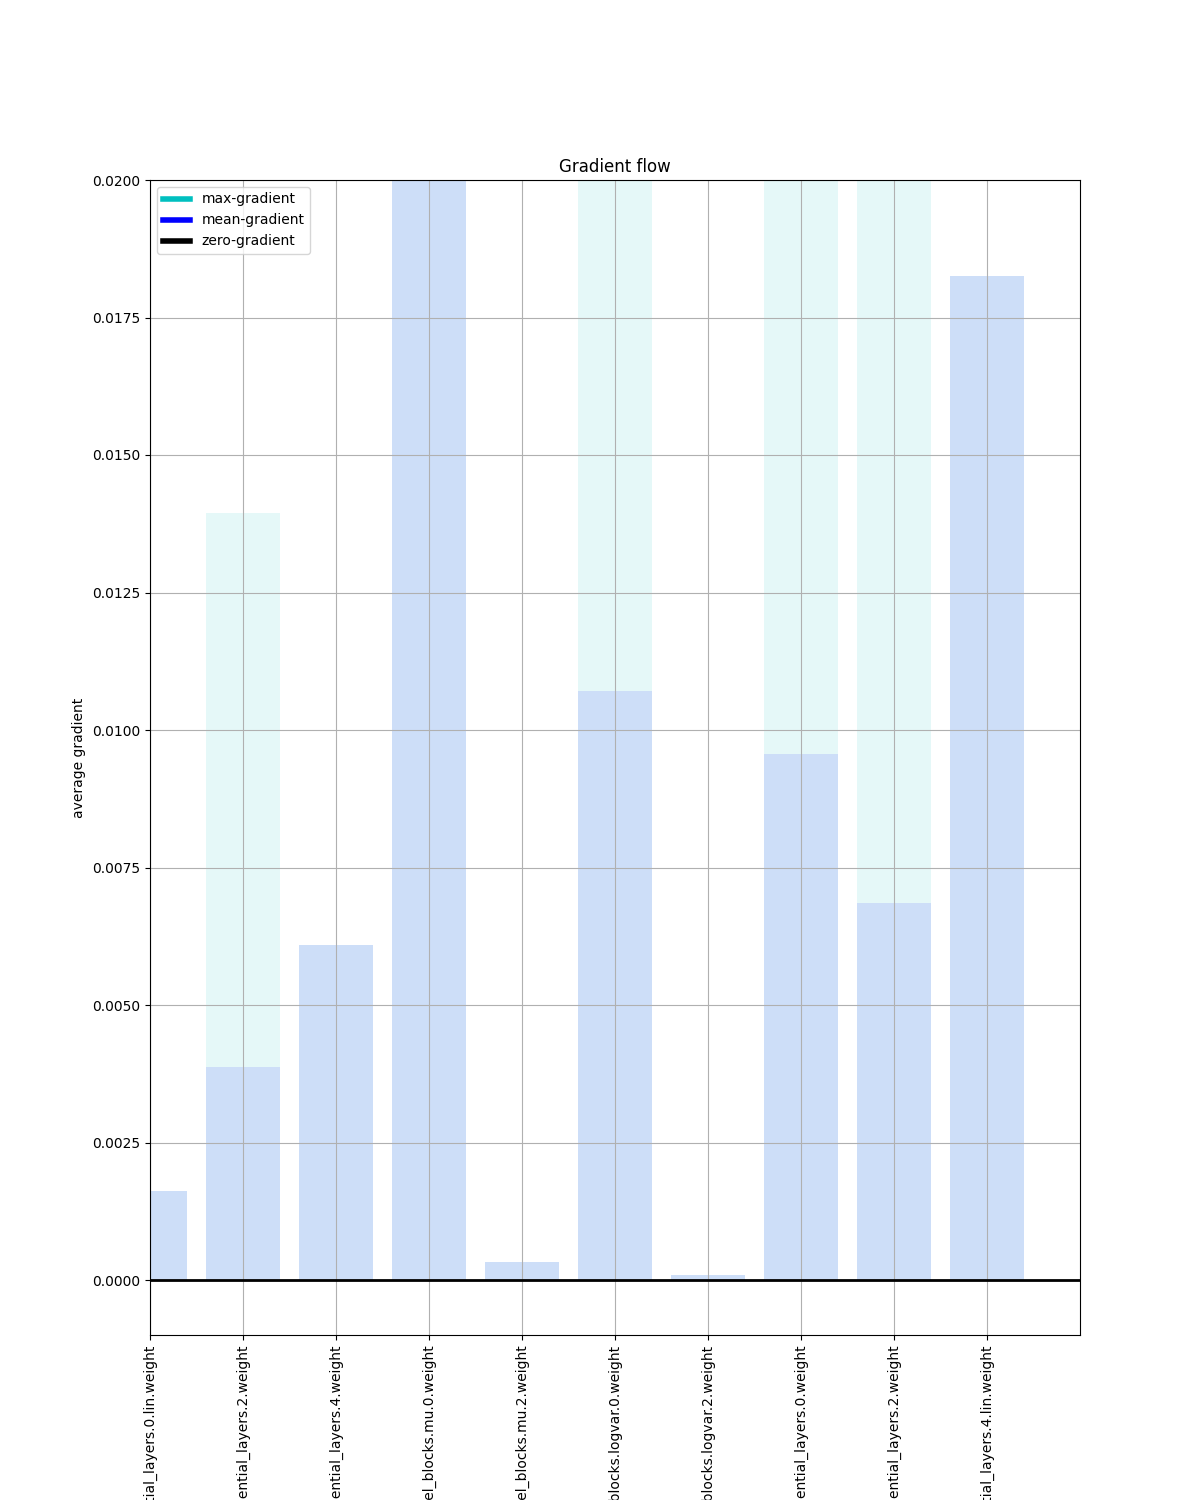 Gradient flow
max-gradient
mean-gradient
zero-gradient
0.0200
0.0175
0.0150
0.0125
0.0100
0.0075
0.0050
0.0025
0.0000
average gradient
tial_layers.0.lin.weight
ential_layers.2.weight
ential_layers.4.weight
el_blocks.mu.0.weight
el_blocks.mu.2.weight
blocks.logvar.0.weight
blocks.logvar.2.weight
ential_layers.0.weight
ential_layers.2.weight
tial_layers.4.lin.weight